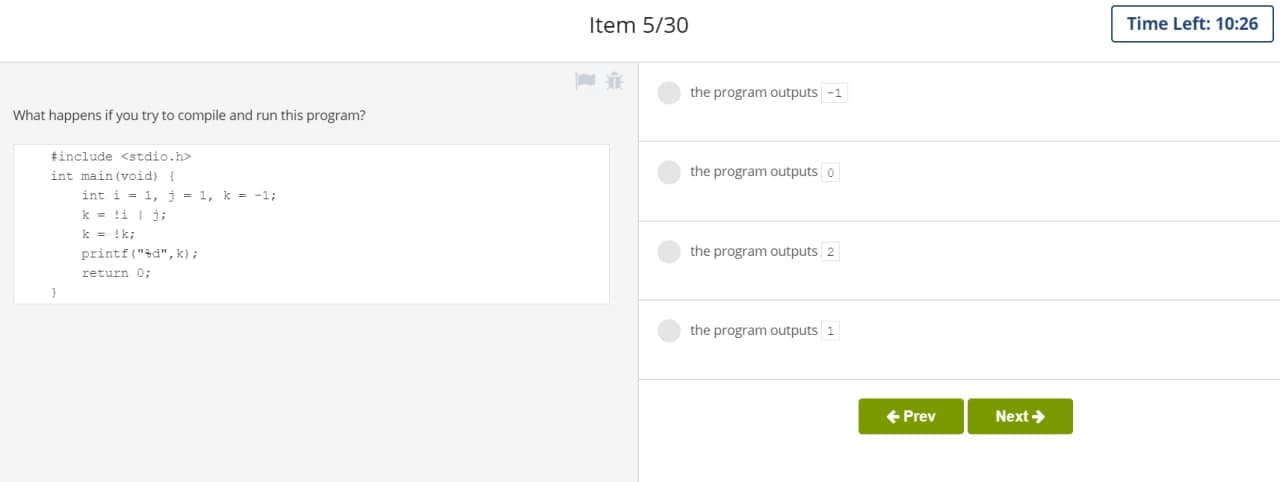 Item 5/30
Time Left: 10:26
What happens if you try to compile and run this program?
#include <stdio.h>
int main(void) {
    int i = 1, j = 1, k = -1;
    k = !i | j;
    k = !k;
    printf("%d",k);
    return 0;
}
the program outputs -1
the program outputs 0
the program outputs 2
the program outputs 1
Prev
Next